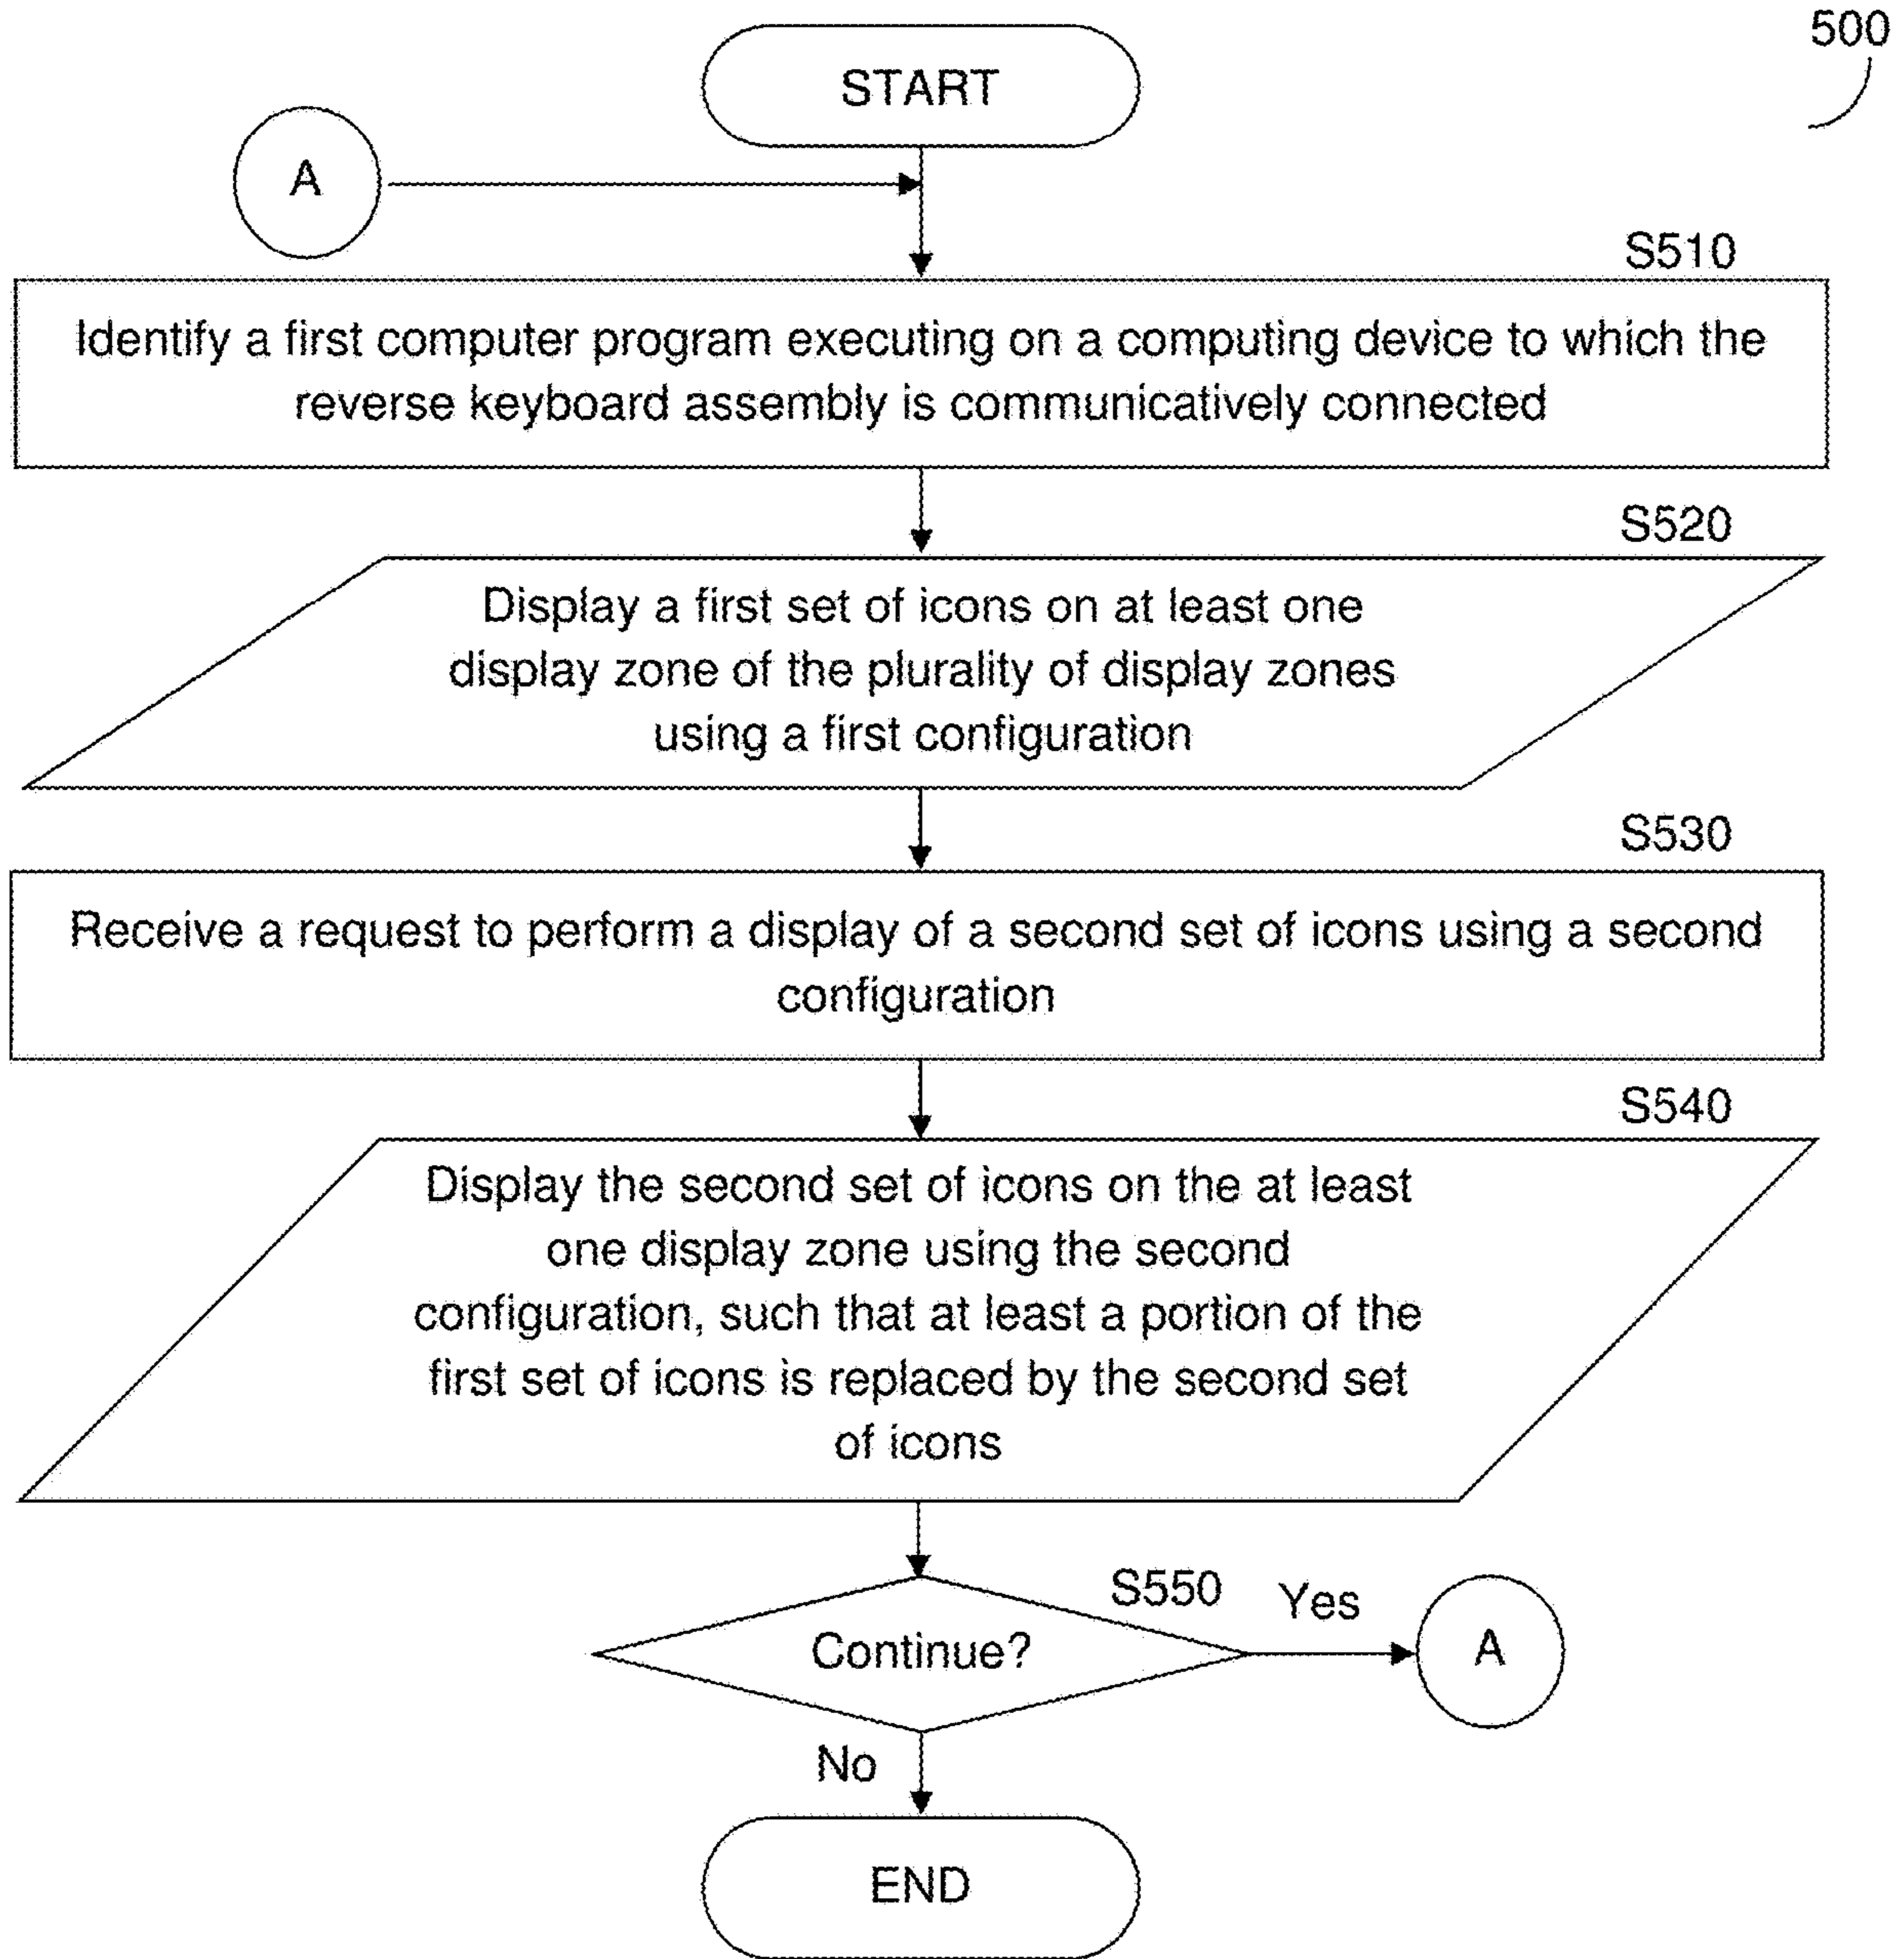 500
START
A
S510
Identify a first computer program executing on a computing device to which the
reverse keyboard assembly is communicatively connected
S520
Display a first set of icons on at least one
display zone of the plurality of display zones
using a first configuration
S530
Receive a request to perform a display of a second set of icons using a second
configuration
S540
Display the second set of icons on the at least
one display zone using the second
configuration, such that at least a portion of the
first set of icons is replaced by the second set
of icons
S550
Yes
Continue?
A
No
END